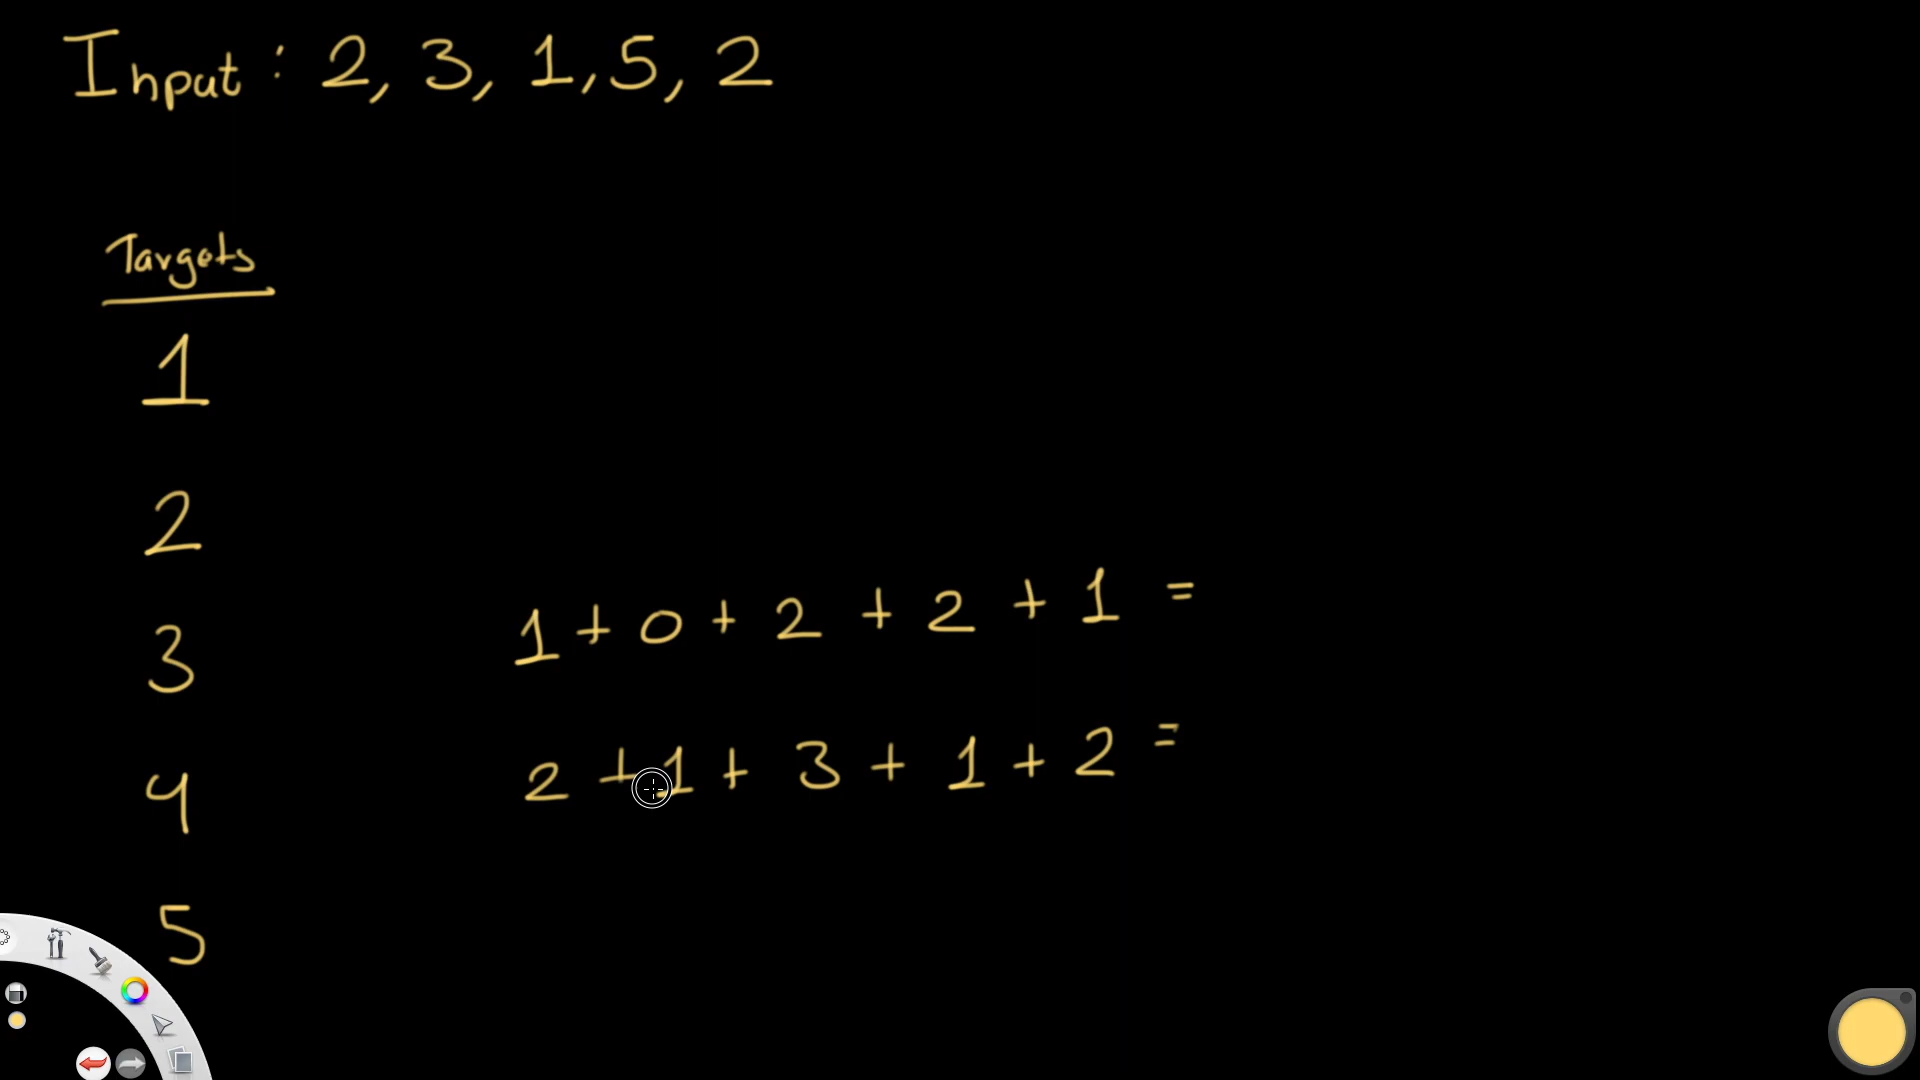 Input : 2, 3, 1, 5, 2
Targets
1
2
3
4
5
1 + 0 + 2 + 2 + 1 =
2 + 1 + 3 + 1 + 2 =